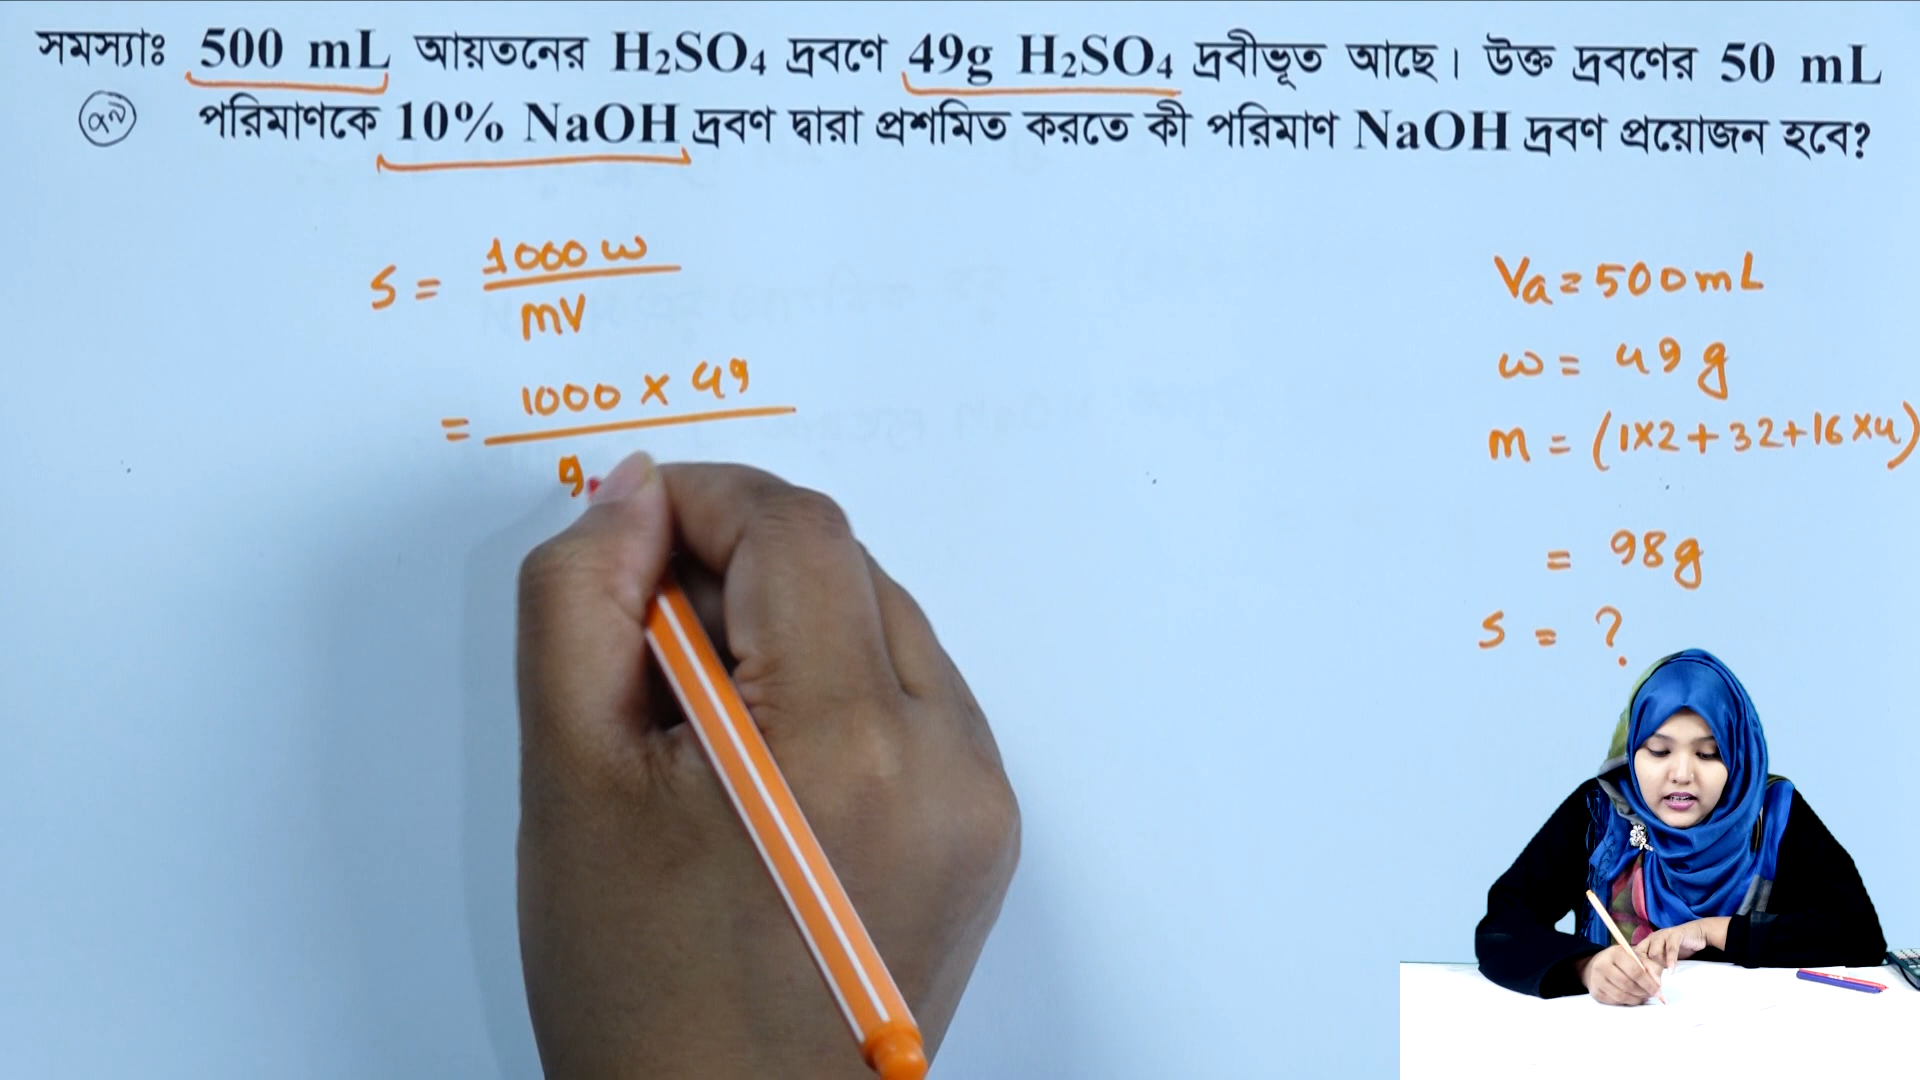 সমস্যাঃ 500 mL আয়তনের H₂SO₄ দ্রবণে 49g H₂SO₄ দ্রবীভূত আছে। উক্ত দ্রবণের 50 mL
পরিমাণকে 10% NaOH দ্রবণ দ্বারা প্রশমিত করতে কী পরিমাণ NaOH দ্রবণ প্রয়োজন হবে?
S = 1000 w
mV
= 1000 × 49
9
Va = 500 mL
w = 49 g
m = (1×2+32+16×4)
= 98g
S = ?